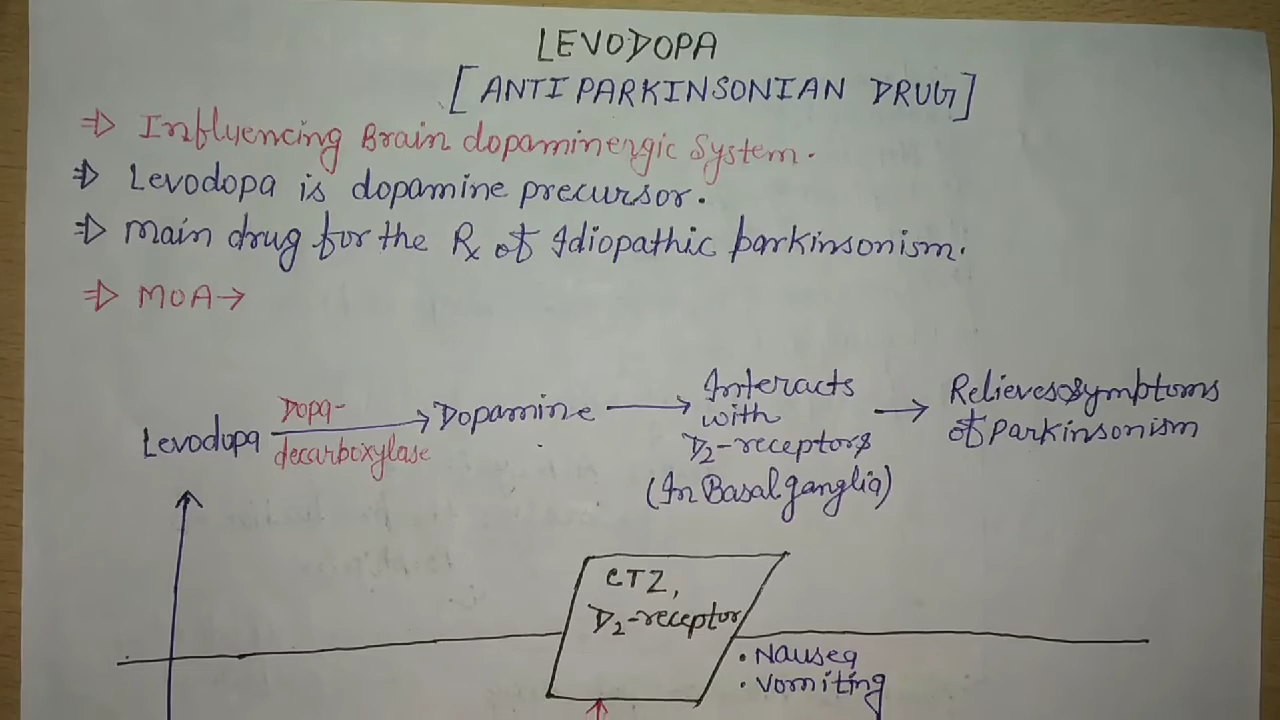 LEVODOPA
[ANTI PARKINSONIAN DRUG]
⇒ Influencing Brain dopaminergic System.
⇒ Levodopa is dopamine precursor.
⇒ Main drug for the Rx of Idiopathic parkinsonism.
⇒ MOA →
Levodopa
Dopa-
decarboxylase
→ Dopamine →
Interacts
with
D2-receptors
(In Basal ganglia)
→ Relieves symptoms
of Parkinsonism
CTZ,
D2-receptor
• Nausea
• Vomiting